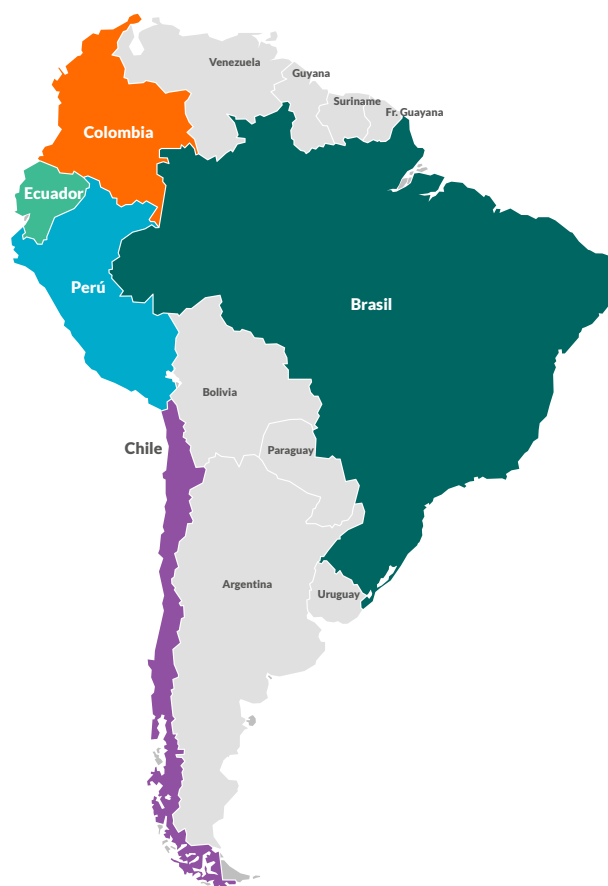 Venezuela
Guyana
Suriname
Fr. Guayana
Colombia
Ecuador
Perú
Brasil
Bolivia
Chile
Paraguay
Argentina
Uruguay